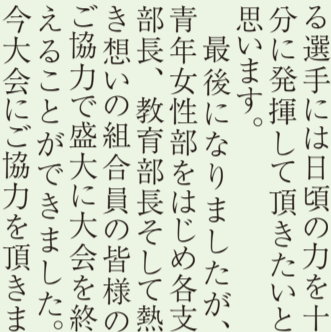 る選手には日頃の力を十
分に発揮して頂きたいと
思います。
最後になりましたが、
青年女性部をはじめ各支
部長、教育部長そして熱
き想いの組合員の皆様の
ご協力で盛大に大会を終
えることができました。
今大会にご協力を頂きま